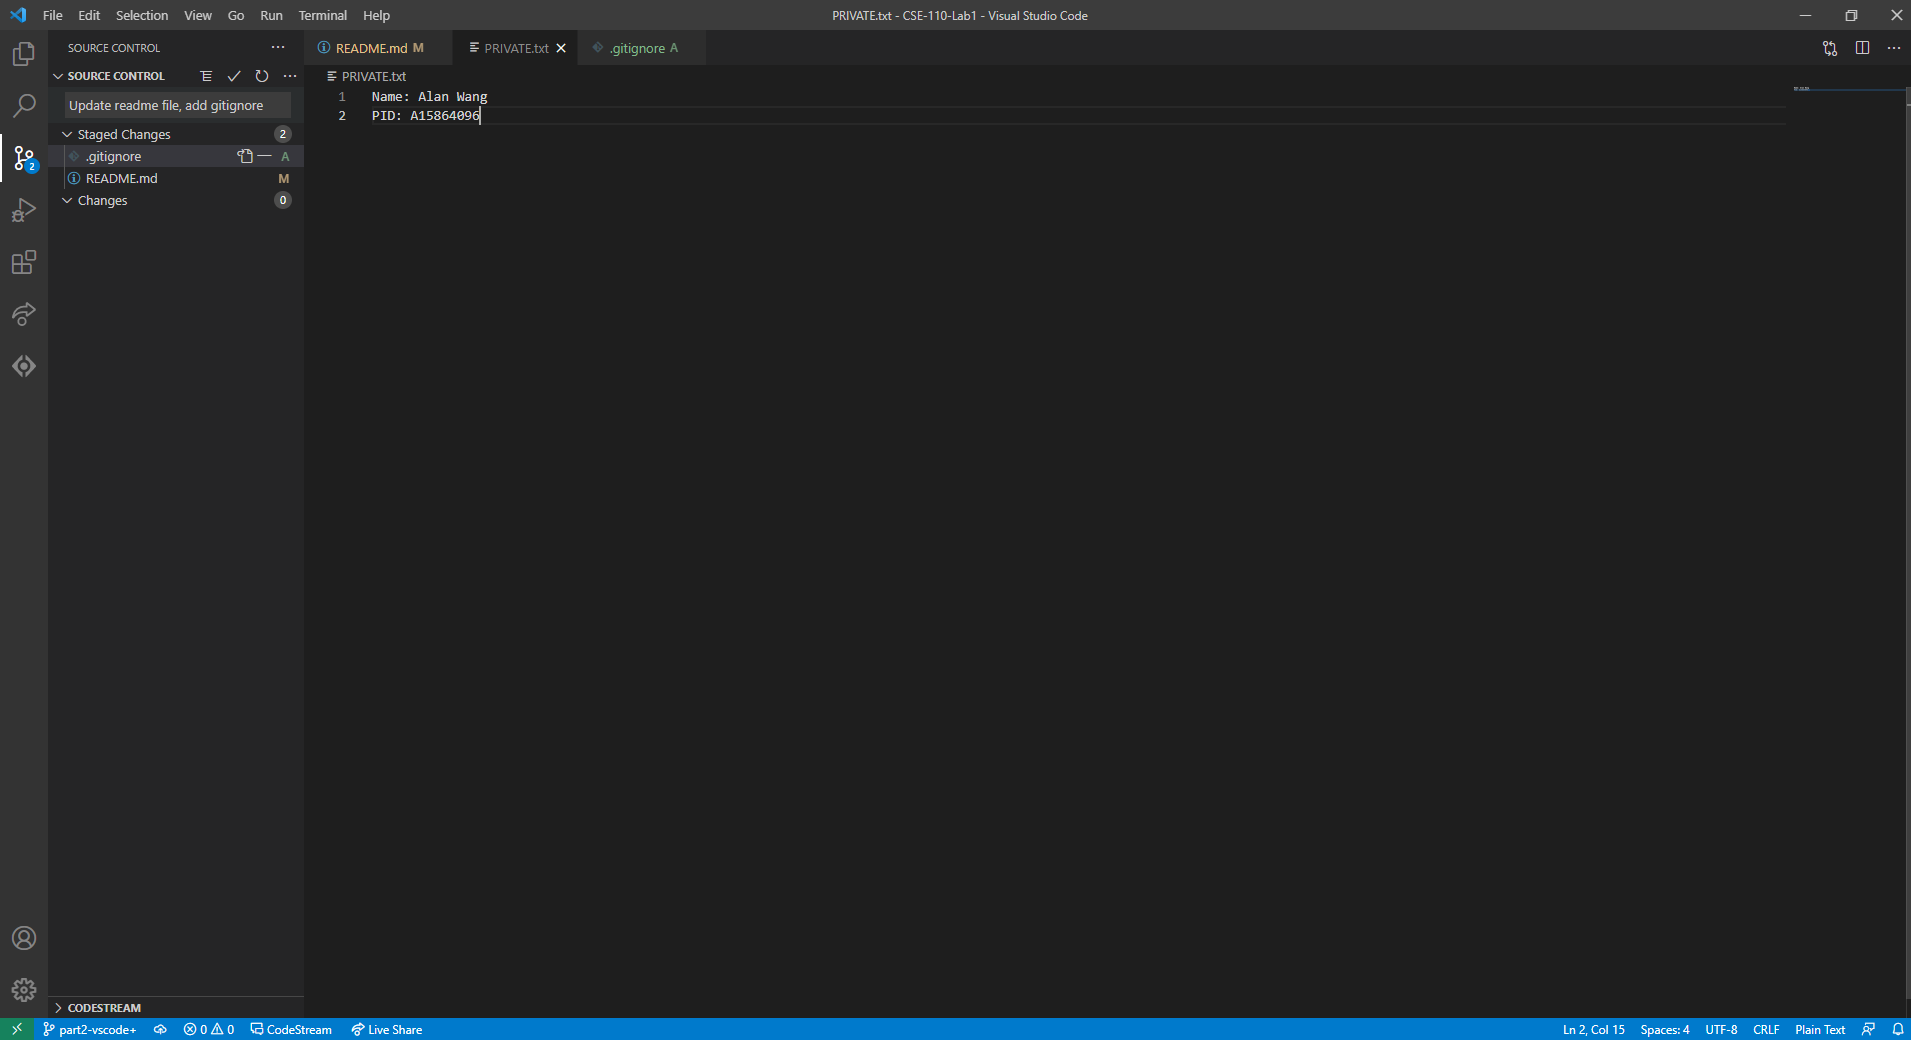 File Edit Selection View Go Run Terminal Help
PRIVATE.txt - CSE-110-Lab1 - Visual Studio Code
SOURCE CONTROL
SOURCE CONTROL
Update readme file, add gitignore
Staged Changes 2
.gitignore A
README.md M
Changes 0
2
CODESTREAM
README.md M PRIVATE.txt .gitignore A
PRIVATE.txt
1 Name: Alan Wang
2 PID: A15864096
part2-vscode+ 0 0 CodeStream Live Share
Ln 2, Col 15 Spaces: 4 UTF-8 CRLF Plain Text